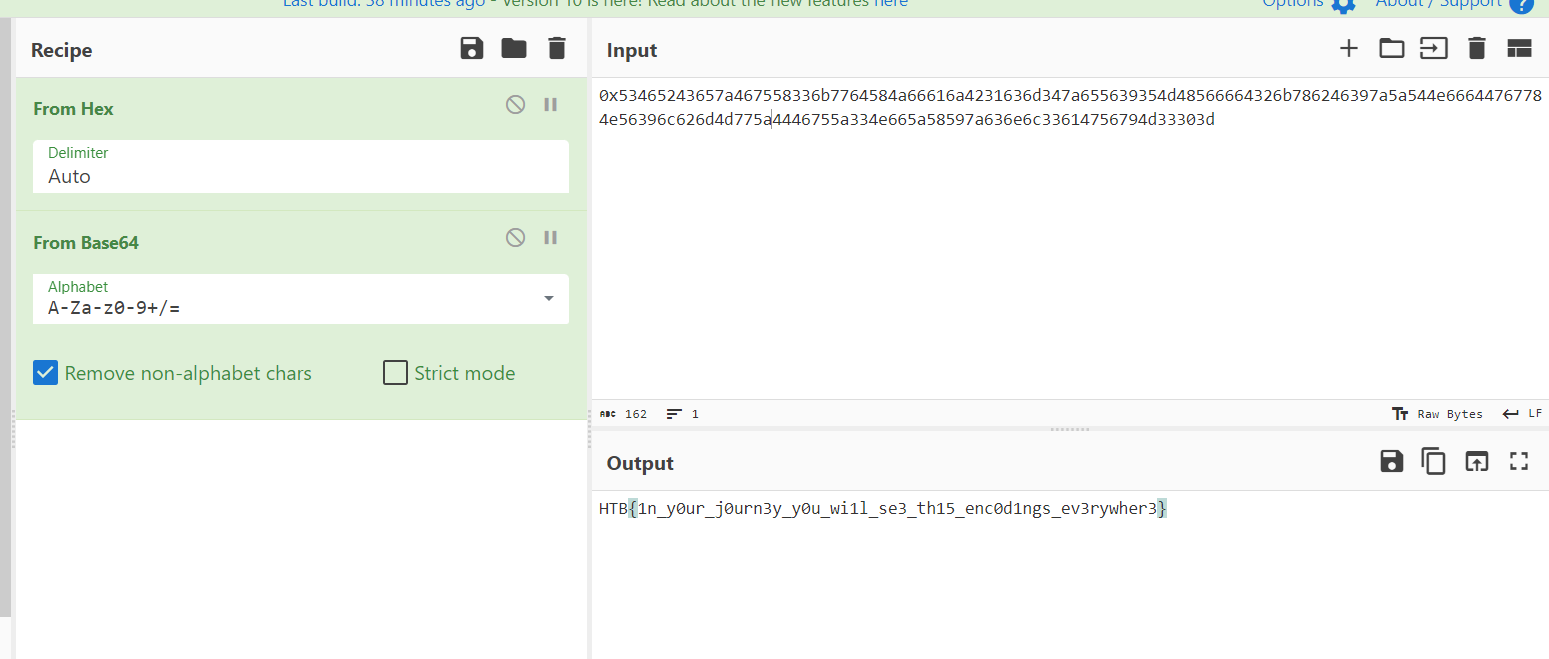 Last build: 38 minutes ago - Version 10 is here! Read about the new features here
Options
About / Support
Recipe
From Hex
Delimiter
Auto
From Base64
Alphabet
A-Za-z0-9+/=
Remove non-alphabet chars
Strict mode
Input
0x53465243657a467558336b7764584a66616a4231636d347a655639354d48566664326b786246397a5a544e6664476778
4e56396c626d4d775a4446755a334e665a58597a636e6c33614756794d33303d
ABC 162
1
Raw Bytes
LF
Output
HTB{1n_y0ur_j0urn3y_y0u_wi1l_se3_th15_enc0d1ngs_ev3rywher3}